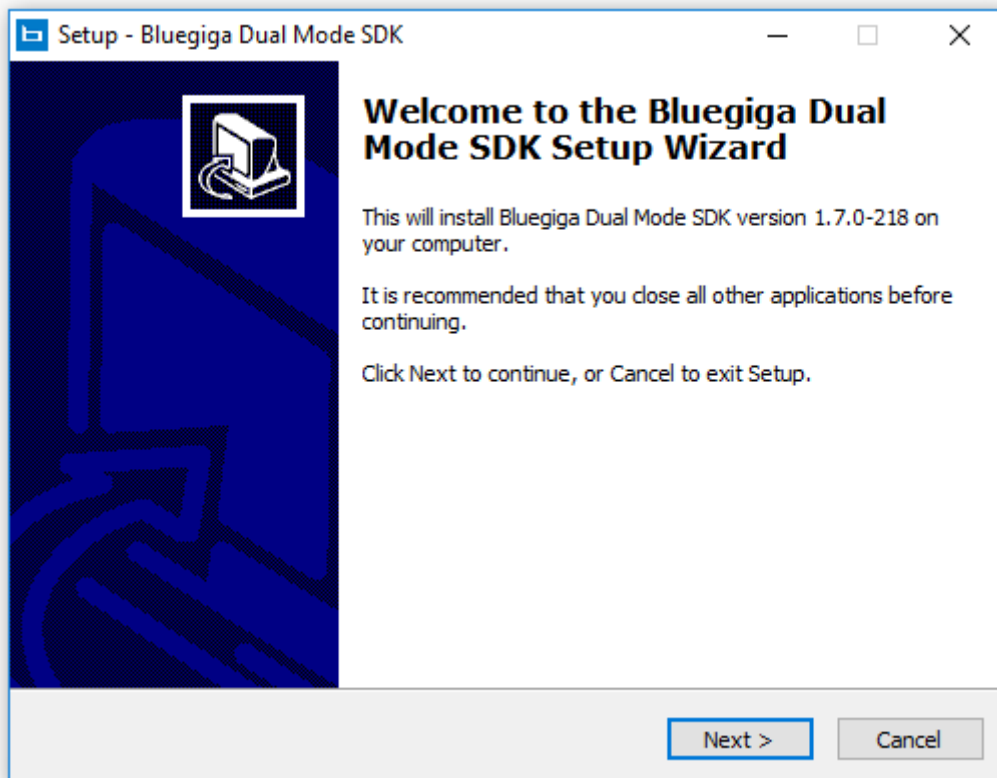 Setup - Bluegiga Dual Mode SDK
Welcome to the Bluegiga Dual
Mode SDK Setup Wizard
This will install Bluegiga Dual Mode SDK version 1.7.0-218 on
your computer.
It is recommended that you close all other applications before
continuing.
Click Next to continue, or Cancel to exit Setup.
Next >
Cancel